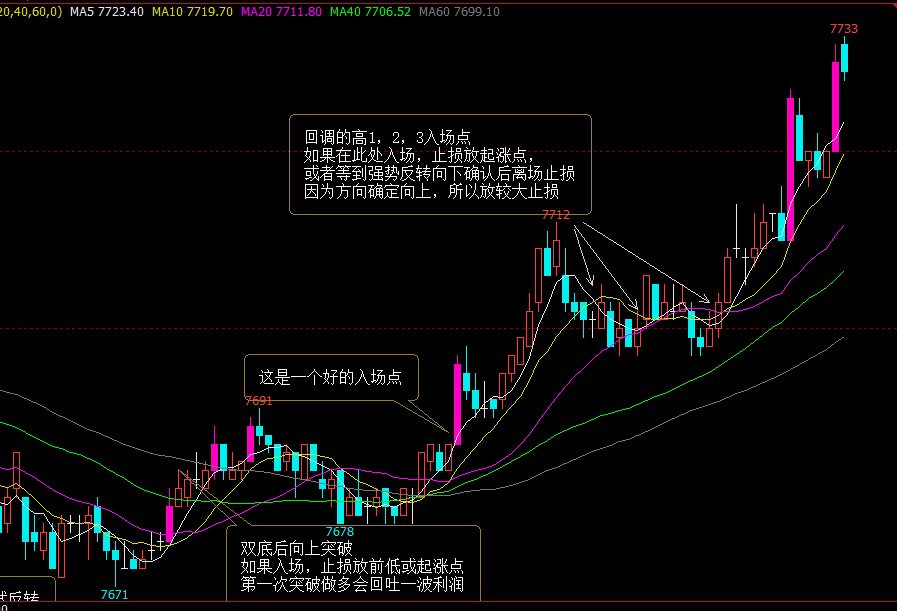 20,40,60,0) MA5 7723.40 MA10 7719.70 MA20 7711.80 MA40 7706.52 MA60 7699.10
7733
回调的高1，2，3入场点
如果在此处入场，止损放起涨点，
或者等到强势反转向下确认后离场止损
因为方向确定向上，所以放较大止损
7712
这是一个好的入场点
7691
7678
双底后向上突破
如果入场，止损放前低或起涨点
第一次突破做多会回吐一波利润
7671
反转